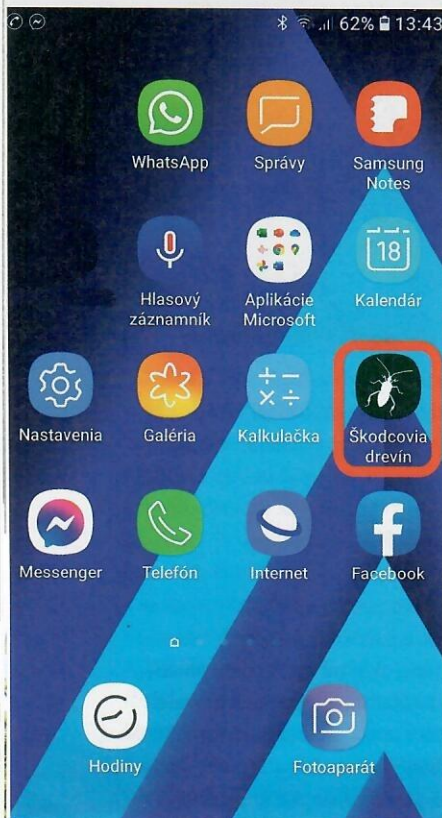 62% 13:43
WhatsApp
Správy
Samsung
Notes
Hlasový
záznamník
Aplikácie
Microsoft
18
Kalendár
Nastavenia
Galéria
Kalkulačka
Škodcovia
drevín
Messenger
Telefón
Internet
Facebook
Hodiny
Fotoaparát